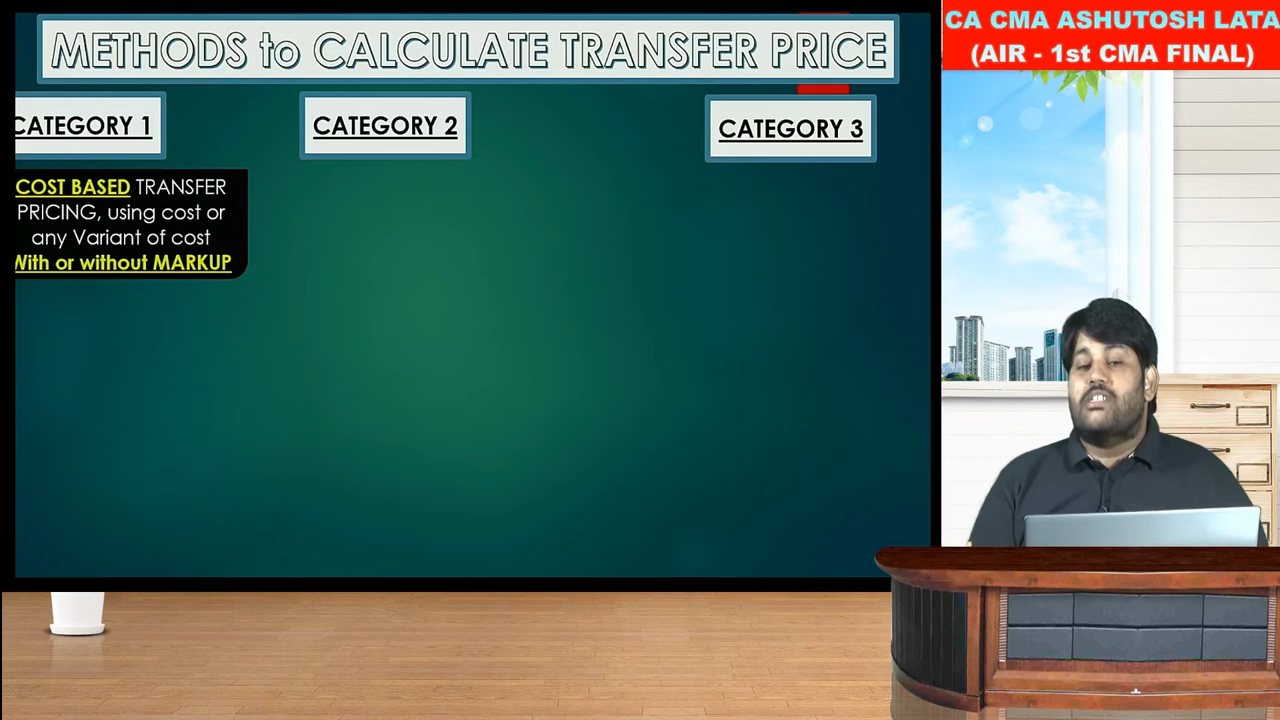 METHODS to CALCULATE TRANSFER PRICE
CA CMA ASHUTOSH LATA
(AIR - 1st CMA FINAL)
CATEGORY 1
CATEGORY 2
CATEGORY 3
COST BASED TRANSFER
PRICING, using cost or
any Variant of cost
With or without MARKUP